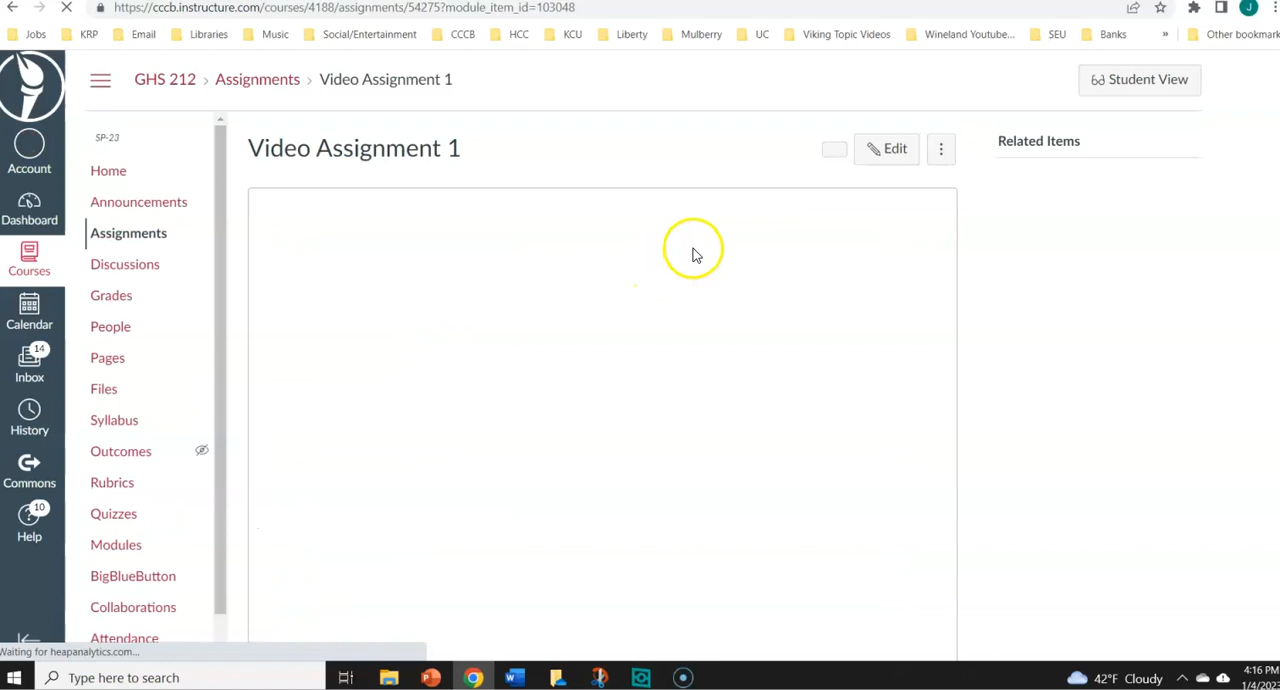 https://cccb.instructure.com/courses/4188/assignments/54275?module_item_id=103048
J
Jobs KRP Email Libraries Music Social/Entertainment CCCB HCC KCU Liberty Mulberry UC Viking Topic Videos Wineland Youtube... SEU Banks » Other bookmark
GHS 212 > Assignments > Video Assignment 1
Student View
SP-23
Video Assignment 1
Edit
Related Items
Account
Dashboard
Courses
Calendar
14
Inbox
History
Commons
10
Help
Home
Announcements
Assignments
Discussions
Grades
People
Pages
Files
Syllabus
Outcomes
Rubrics
Quizzes
Modules
BigBlueButton
Collaborations
Attendance
Waiting for heapanalytics.com...
Type here to search
42°F Cloudy
4:16 PM
1/4/202